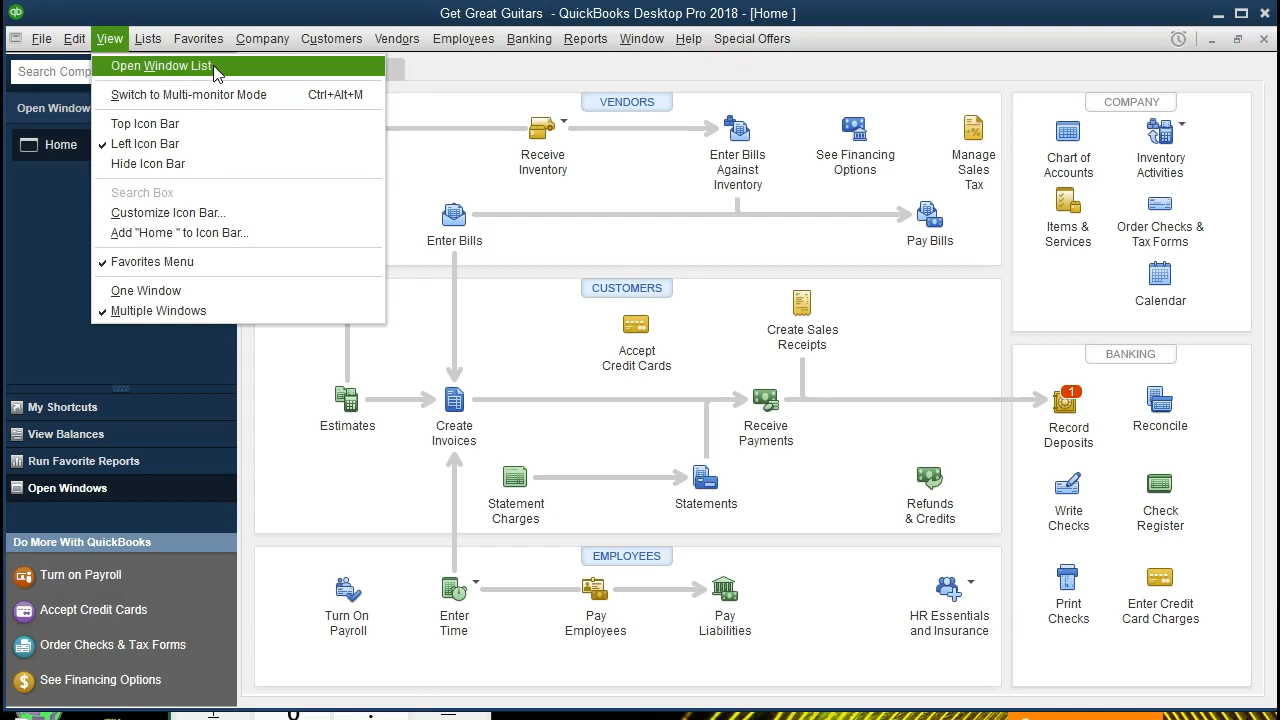 qb
Get Great Guitars - QuickBooks Desktop Pro 2018 - [Home ]
File Edit View Lists Favorites Company Customers Vendors Employees Banking Reports Window Help Special Offers
Search Comp
Open Window List
Switch to Multi-monitor Mode Ctrl+Alt+M
Top Icon Bar
Left Icon Bar
Hide Icon Bar
Search Box
Customize Icon Bar...
Add "Home " to Icon Bar...
Favorites Menu
One Window
Multiple Windows
Open Window
Home
My Shortcuts
View Balances
Run Favorite Reports
Open Windows
Do More With QuickBooks
Turn on Payroll
Accept Credit Cards
Order Checks & Tax Forms
See Financing Options
VENDORS
Receive
Inventory
Enter Bills
Against
Inventory
See Financing
Options
Manage
Sales
Tax
Enter Bills
Pay Bills
CUSTOMERS
Create Sales
Receipts
Accept
Credit Cards
Estimates
Create
Invoices
Receive
Payments
Statement
Charges
Statements
Refunds
& Credits
EMPLOYEES
Turn On
Payroll
Enter
Time
Pay
Employees
Pay
Liabilities
HR Essentials
and Insurance
COMPANY
Chart of
Accounts
Inventory
Activities
Items &
Services
Order Checks &
Tax Forms
Calendar
BANKING
1
Record
Deposits
Reconcile
Write
Checks
Check
Register
Print
Checks
Enter Credit
Card Charges